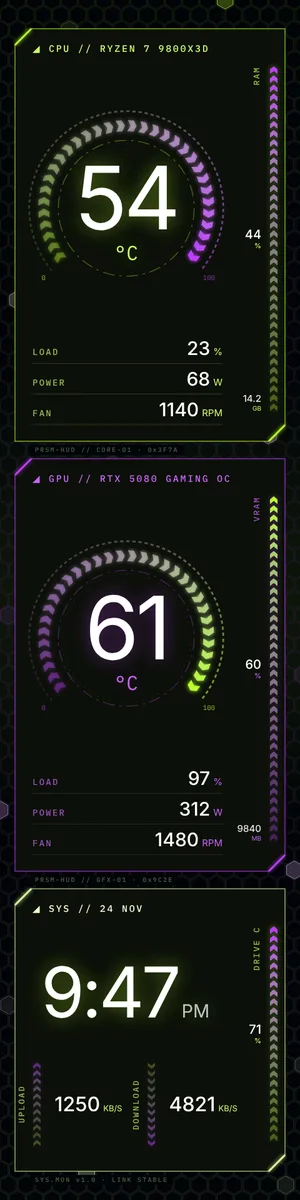 CPU // RYZEN 7 9800X3D
RAM
54
°C
0 100
44
%
LOAD 23 %
POWER 68 W
14.2
GB
FAN 1140 RPM
PRSM-HUD // CORE-01 · 0x3F7A
GPU // RTX 5080 GAMING OC
VRAM
61
°C
0 100
60
%
LOAD 97 %
POWER 312 W
9840
MB
FAN 1480 RPM
PRSM-HUD // GFX-01 · 0x9C2E
SYS // 24 NOV
DRIVE C
9:47 PM
71
%
UPLOAD 1250 KB/S
DOWNLOAD 4821 KB/S
SYS.MON v1.0 · LINK STABLE